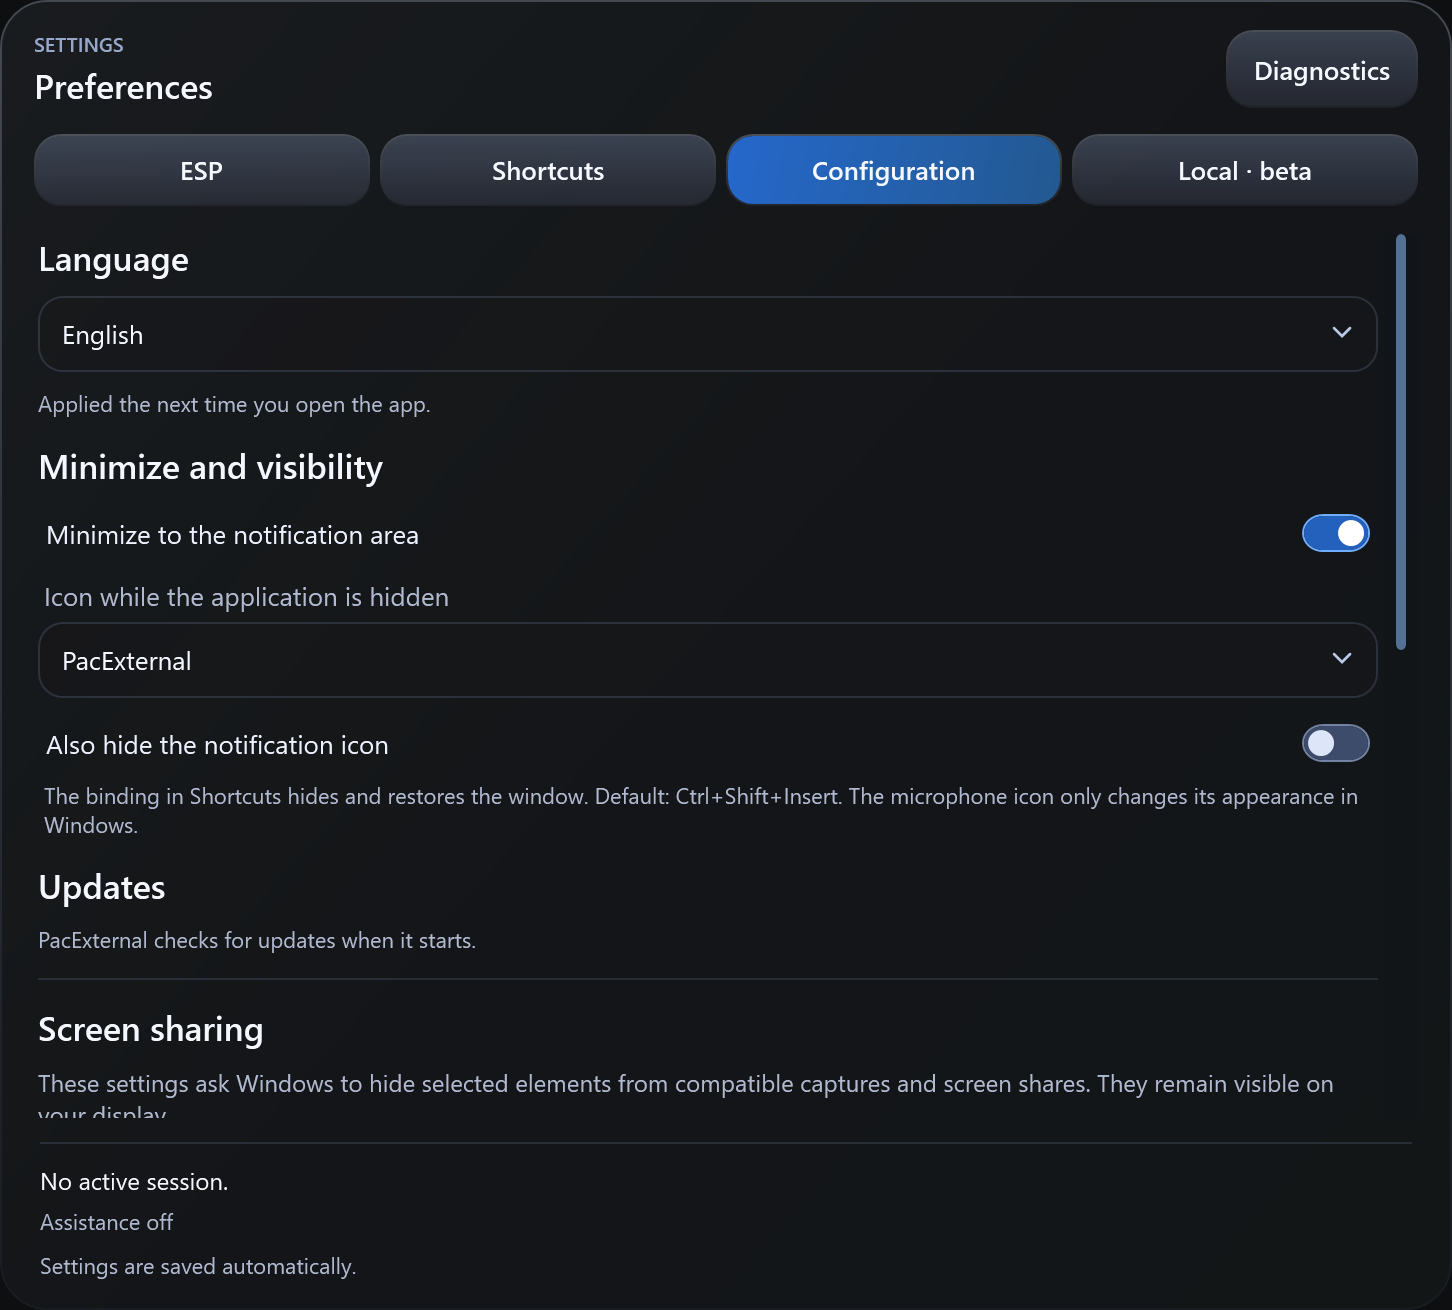 SETTINGS
Preferences
Diagnostics
ESP
Shortcuts
Configuration
Local · beta
Language
English
Applied the next time you open the app.
Minimize and visibility
Minimize to the notification area
Icon while the application is hidden
PacExternal
Also hide the notification icon
The binding in Shortcuts hides and restores the window. Default: Ctrl+Shift+Insert. The microphone icon only changes its appearance in
Windows.
Updates
PacExternal checks for updates when it starts.
Screen sharing
These settings ask Windows to hide selected elements from compatible captures and screen shares. They remain visible on
your display
No active session.
Assistance off
Settings are saved automatically.